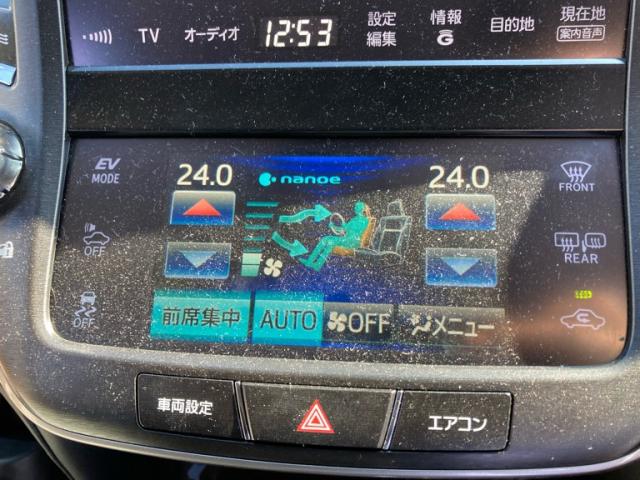 TV オーディオ 12:53 設定編集 情報 G 目的地 現在地 案内音声
EV MODE
24.0 nanoe 24.0
FRONT
OFF
REAR
OFF
前席集中 AUTO OFF メニュー
車両設定 エアコン